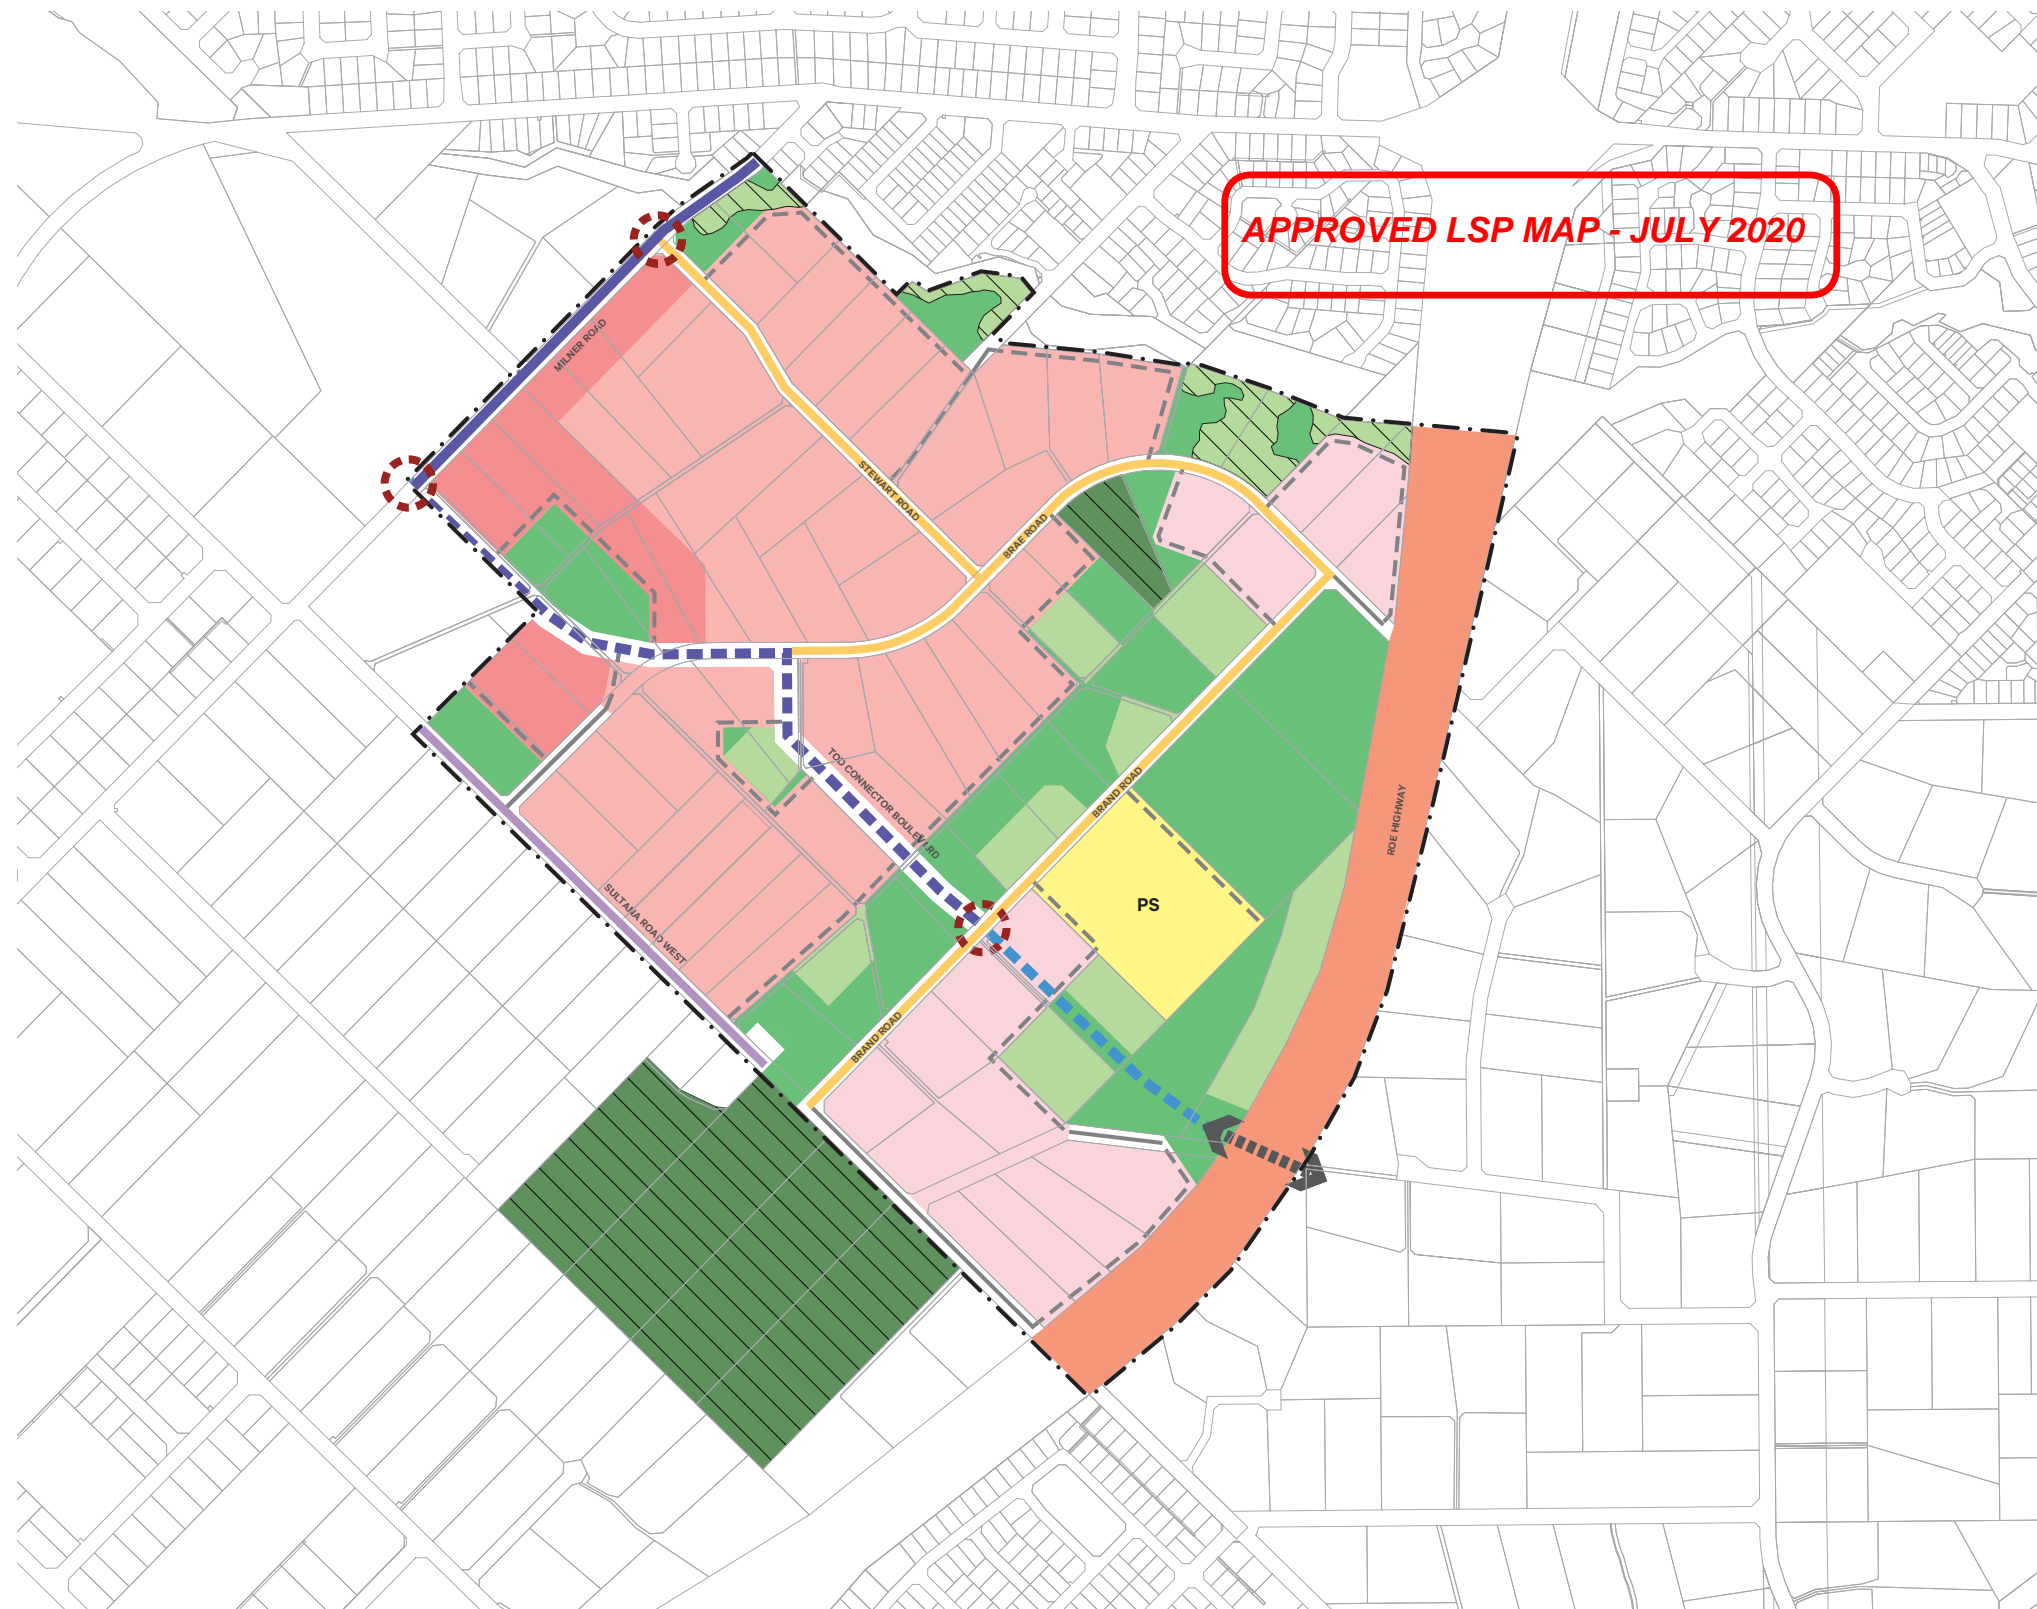 APPROVED LSP MAP - JULY 2020
MILNER ROAD
STEWART ROAD
BRAE ROAD
TOD CONNECTOR BOULEVARD
BRAND ROAD
ROE HIGHWAY
PS
SULTANA ROAD WEST
BRAND ROAD